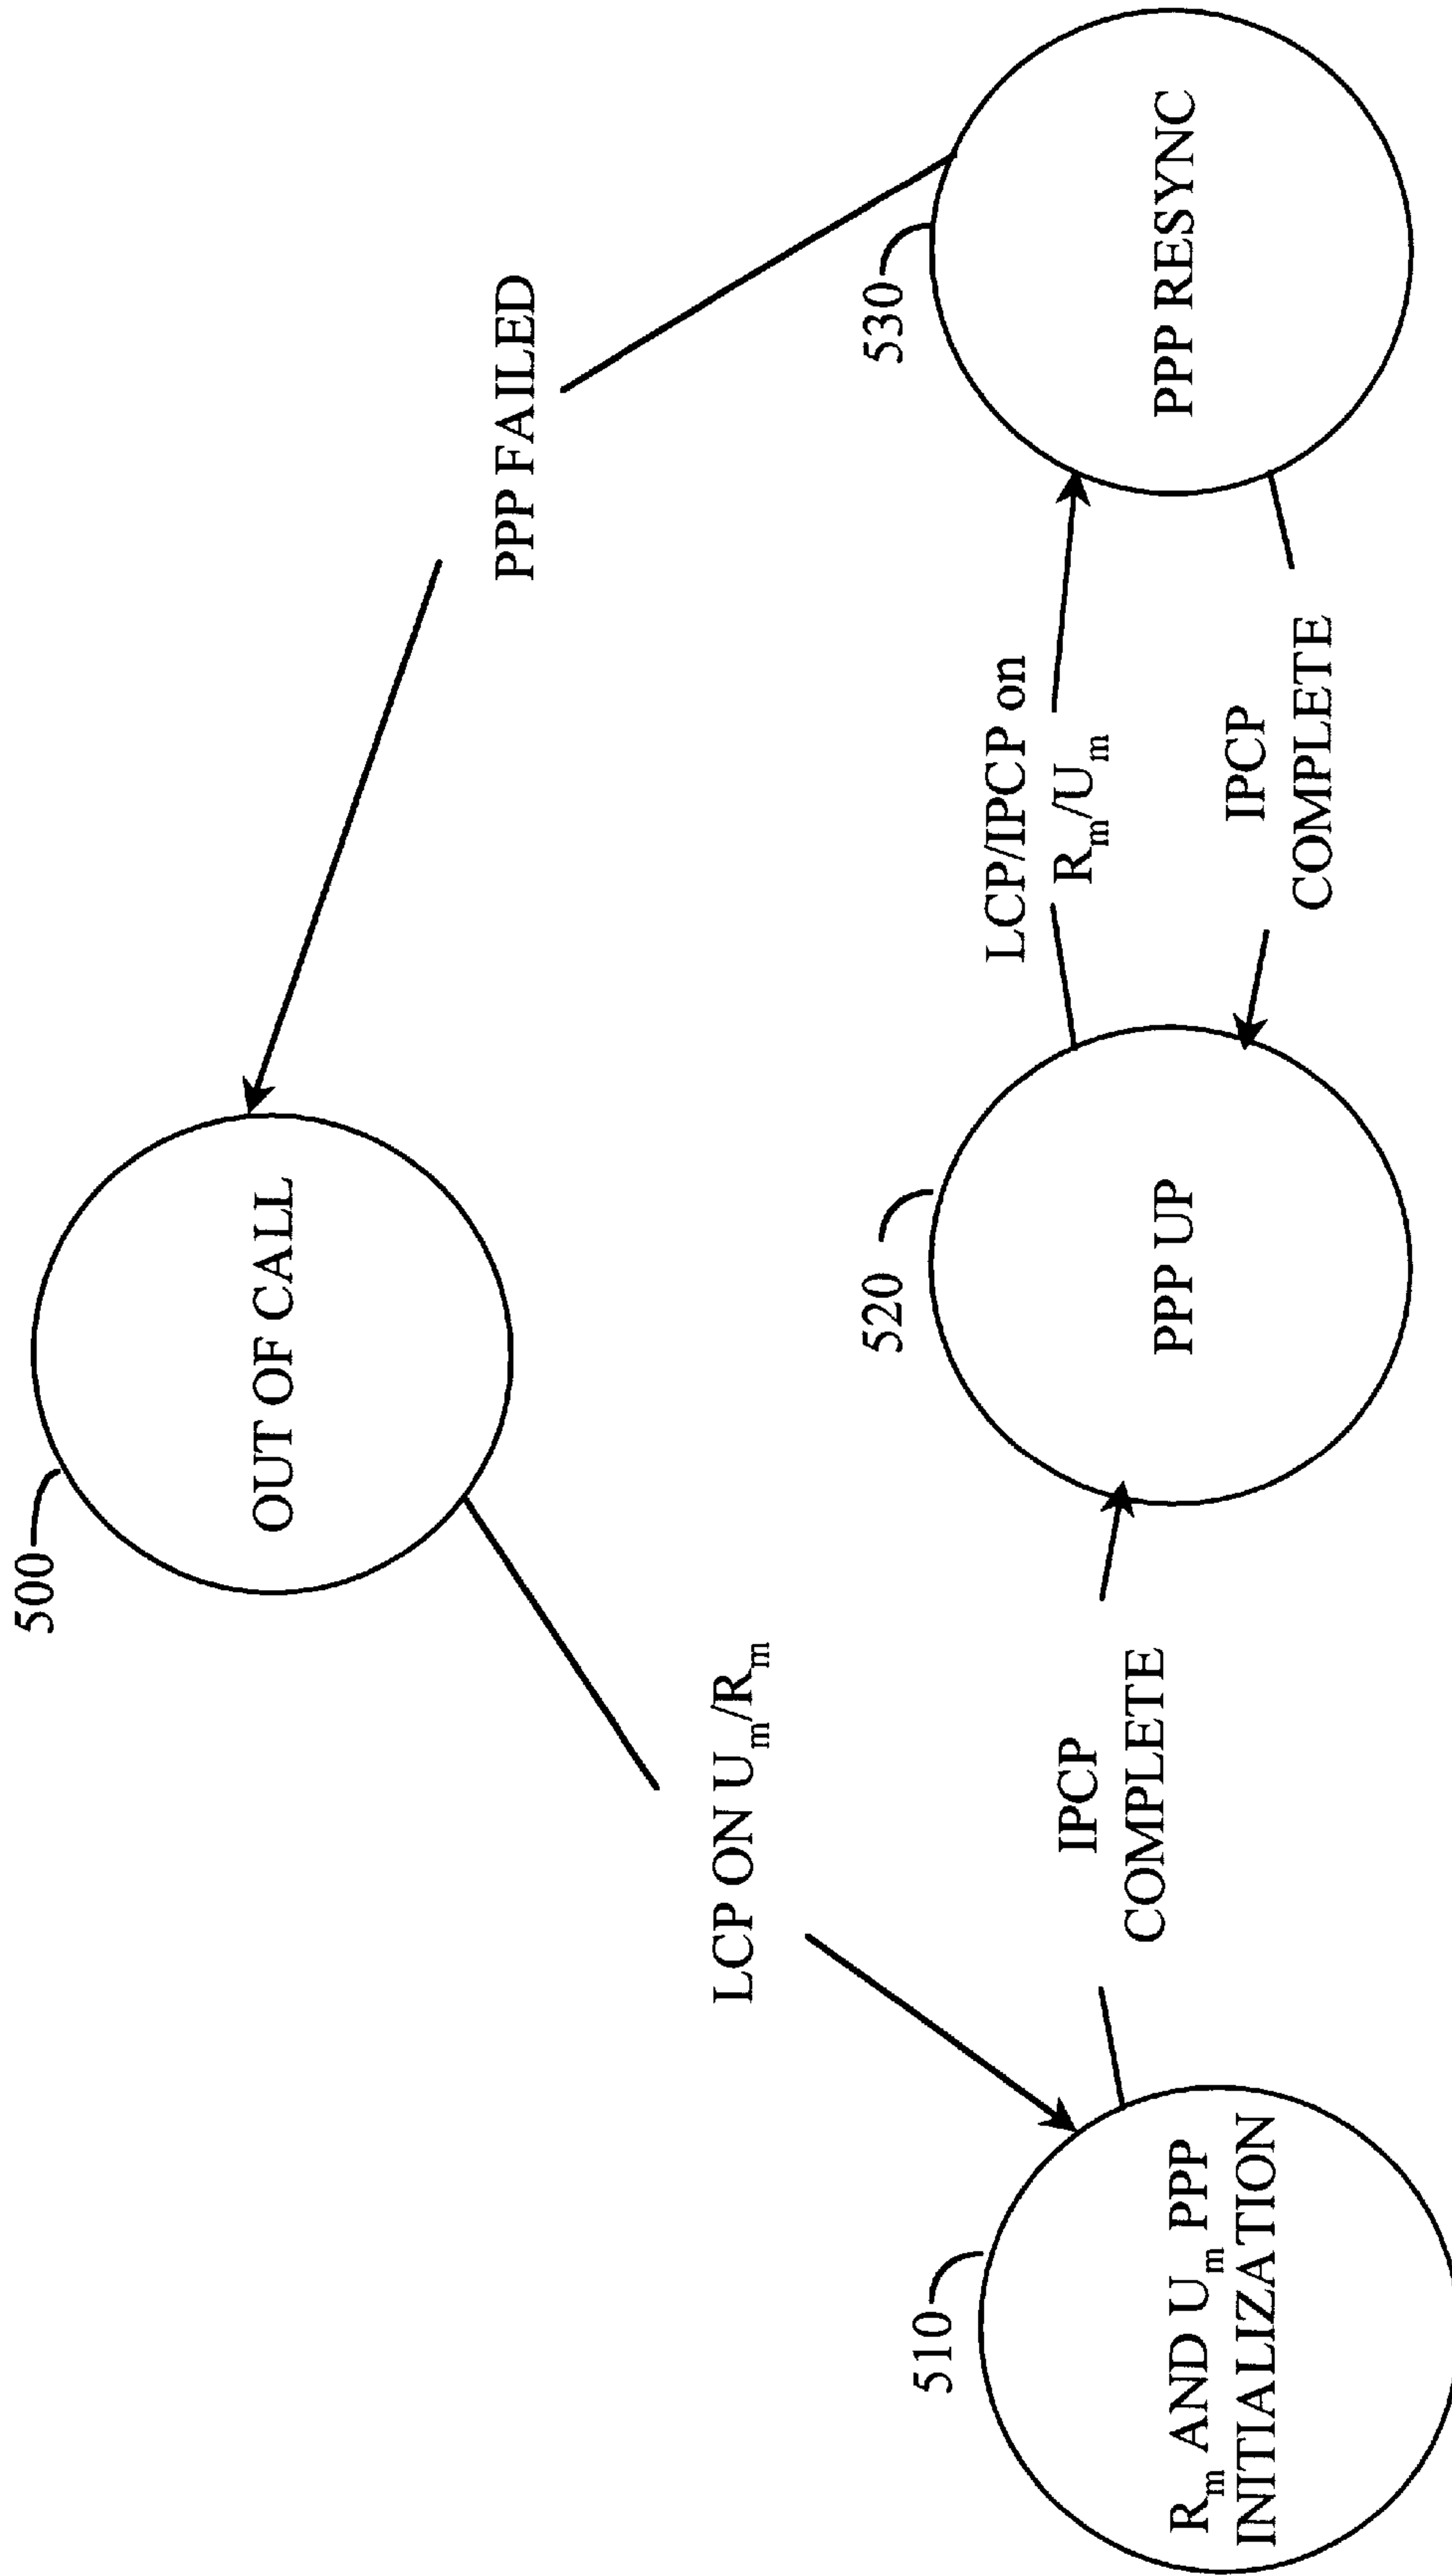 500
OUT OF CALL
PPP FAILED
LCP ON Uₘ/Rₘ
510
Rₘ AND Uₘ PPP
INITIALIZATION
IPCP
COMPLETE
520
PPP UP
LCP/IPCP on
Rₘ/Uₘ
IPCP
COMPLETE
530
PPP RESYNC